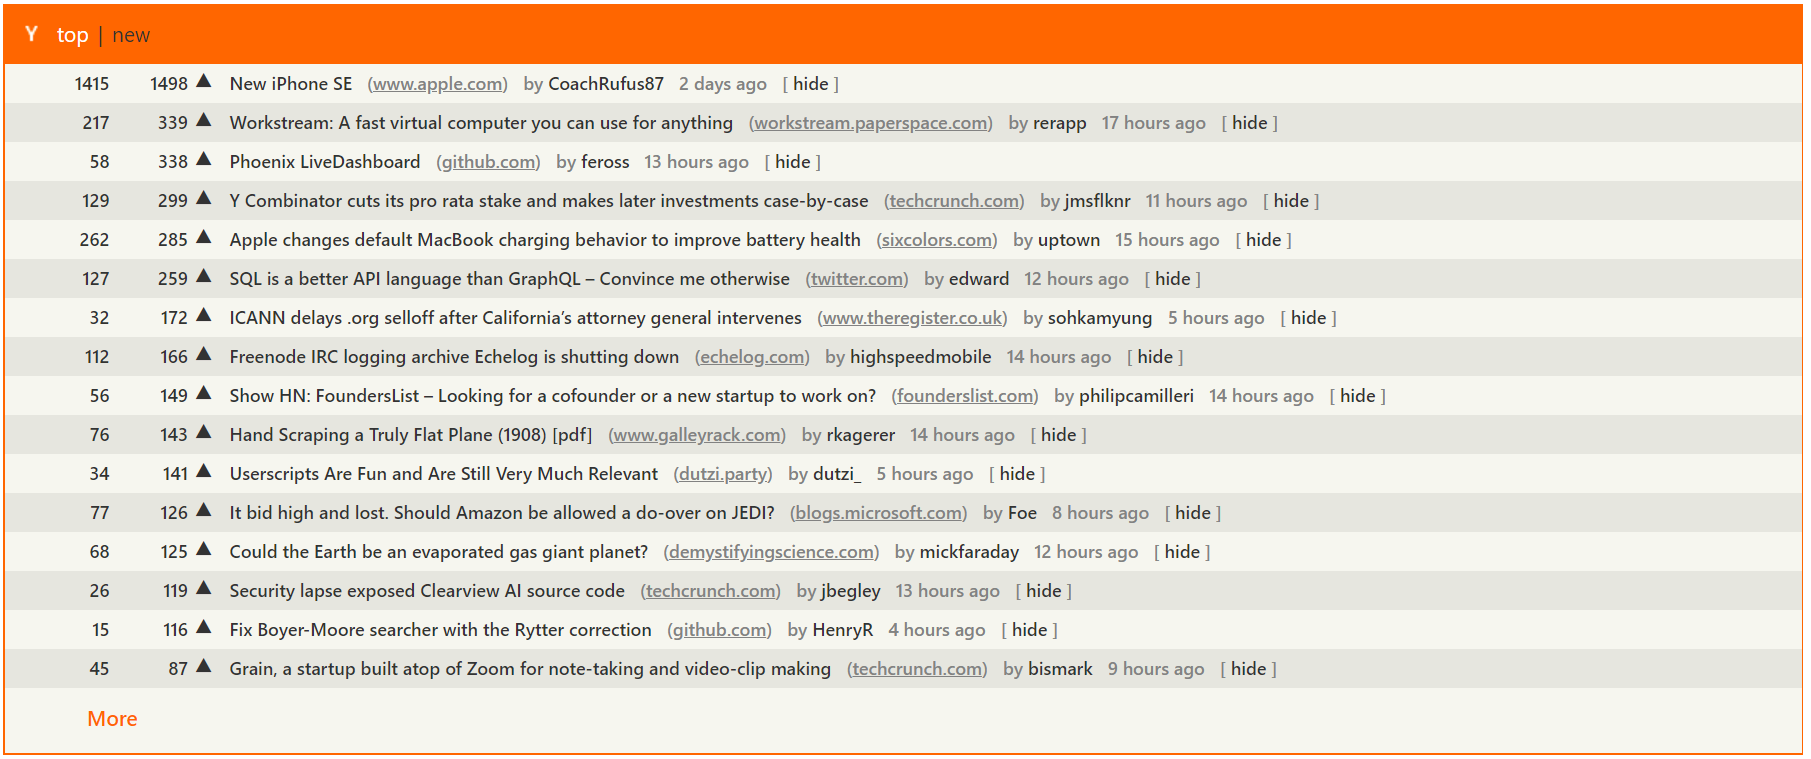 Y top | new
1415 1498 ▲ New iPhone SE (www.apple.com) by CoachRufus87 2 days ago [ hide ]
217 339 ▲ Workstream: A fast virtual computer you can use for anything (workstream.paperspace.com) by rerapp 17 hours ago [ hide ]
58 338 ▲ Phoenix LiveDashboard (github.com) by feross 13 hours ago [ hide ]
129 299 ▲ Y Combinator cuts its pro rata stake and makes later investments case-by-case (techcrunch.com) by jmsflknr 11 hours ago [ hide ]
262 285 ▲ Apple changes default MacBook charging behavior to improve battery health (sixcolors.com) by uptown 15 hours ago [ hide ]
127 259 ▲ SQL is a better API language than GraphQL – Convince me otherwise (twitter.com) by edward 12 hours ago [ hide ]
32 172 ▲ ICANN delays .org selloff after California’s attorney general intervenes (www.theregister.co.uk) by sohkamyung 5 hours ago [ hide ]
112 166 ▲ Freenode IRC logging archive Echelog is shutting down (echelog.com) by highspeedmobile 14 hours ago [ hide ]
56 149 ▲ Show HN: FoundersList – Looking for a cofounder or a new startup to work on? (founderslist.com) by philipcamilleri 14 hours ago [ hide ]
76 143 ▲ Hand Scraping a Truly Flat Plane (1908) [pdf] (www.galleyrack.com) by rkagerer 14 hours ago [ hide ]
34 141 ▲ Userscripts Are Fun and Are Still Very Much Relevant (dutzi.party) by dutzi_ 5 hours ago [ hide ]
77 126 ▲ It bid high and lost. Should Amazon be allowed a do-over on JEDI? (blogs.microsoft.com) by Foe 8 hours ago [ hide ]
68 125 ▲ Could the Earth be an evaporated gas giant planet? (demystifyingscience.com) by mickfaraday 12 hours ago [ hide ]
26 119 ▲ Security lapse exposed Clearview AI source code (techcrunch.com) by jbegley 13 hours ago [ hide ]
15 116 ▲ Fix Boyer-Moore searcher with the Rytter correction (github.com) by HenryR 4 hours ago [ hide ]
45 87 ▲ Grain, a startup built atop of Zoom for note-taking and video-clip making (techcrunch.com) by bismark 9 hours ago [ hide ]
More